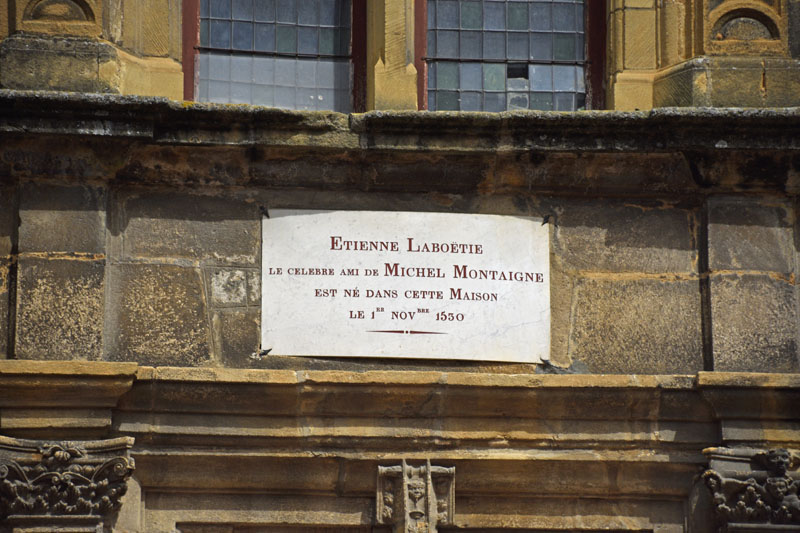 ETIENNE LABOËTIE
LE CELEBRE AMI DE MICHEL MONTAIGNE
EST NÉ DANS CETTE MAISON
LE 1ER NOVBRE 1530